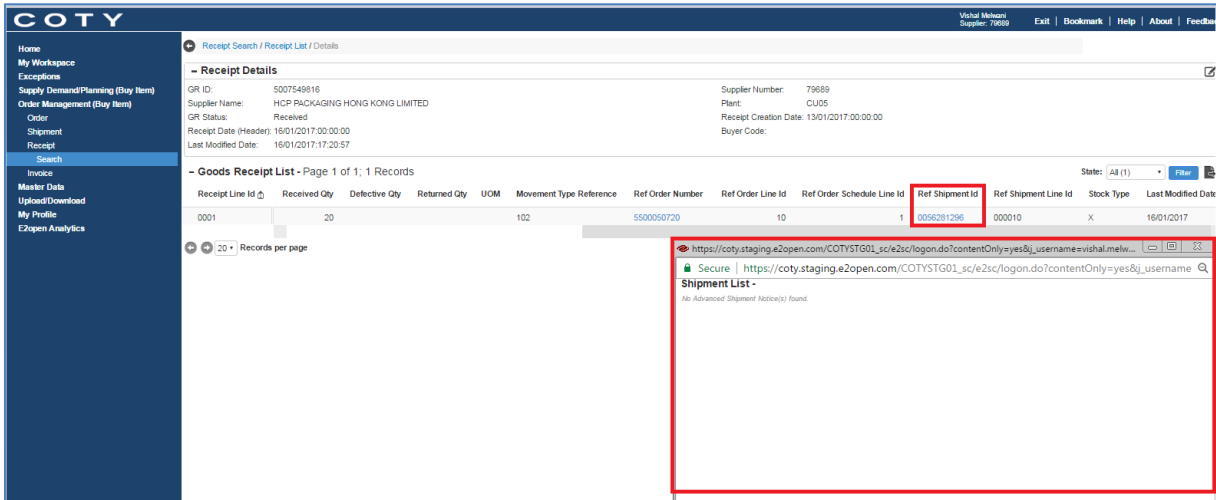 COTY
Vishal Melwani
Supplier: 79689
Exit | Bookmark | Help | About | Feedba
Home
My Workspace
Exceptions
Supply Demand/Planning (Buy Item)
Order Management (Buy Item)
Order
Shipment
Receipt
Search
Invoice
Master Data
Upload/Download
My Profile
E2open Analytics
Receipt Search / Receipt List / Details
– Receipt Details
GR ID: 5007549816 Supplier Number: 79689
Supplier Name: HCP PACKAGING HONG KONG LIMITED Plant: CU05
GR Status: Received Receipt Creation Date: 13/01/2017:00:00:00
Receipt Date (Header): 16/01/2017:00:00:00 Buyer Code:
Last Modified Date: 16/01/2017:17:20:57
– Goods Receipt List - Page 1 of 1; 1 Records State: All (1) Filter
Receipt Line Id Received Qty Defective Qty Returned Qty UOM Movement Type Reference Ref Order Number Ref Order Line Id Ref Order Schedule Line Id Ref Shipment Id Ref Shipment Line Id Stock Type Last Modified Date
0001 20 102 5500050720 10 1 0056281296 000010 X 16/01/2017
20 Records per page
https://coty.staging.e2open.com/COTYSTG01_sc/e2sc/logon.do?contentOnly=yes&j_username=vishal.melw...
Secure | https://coty.staging.e2open.com/COTYSTG01_sc/e2sc/logon.do?contentOnly=yes&j_username
Shipment List -
No Advanced Shipment Notice(s) found.